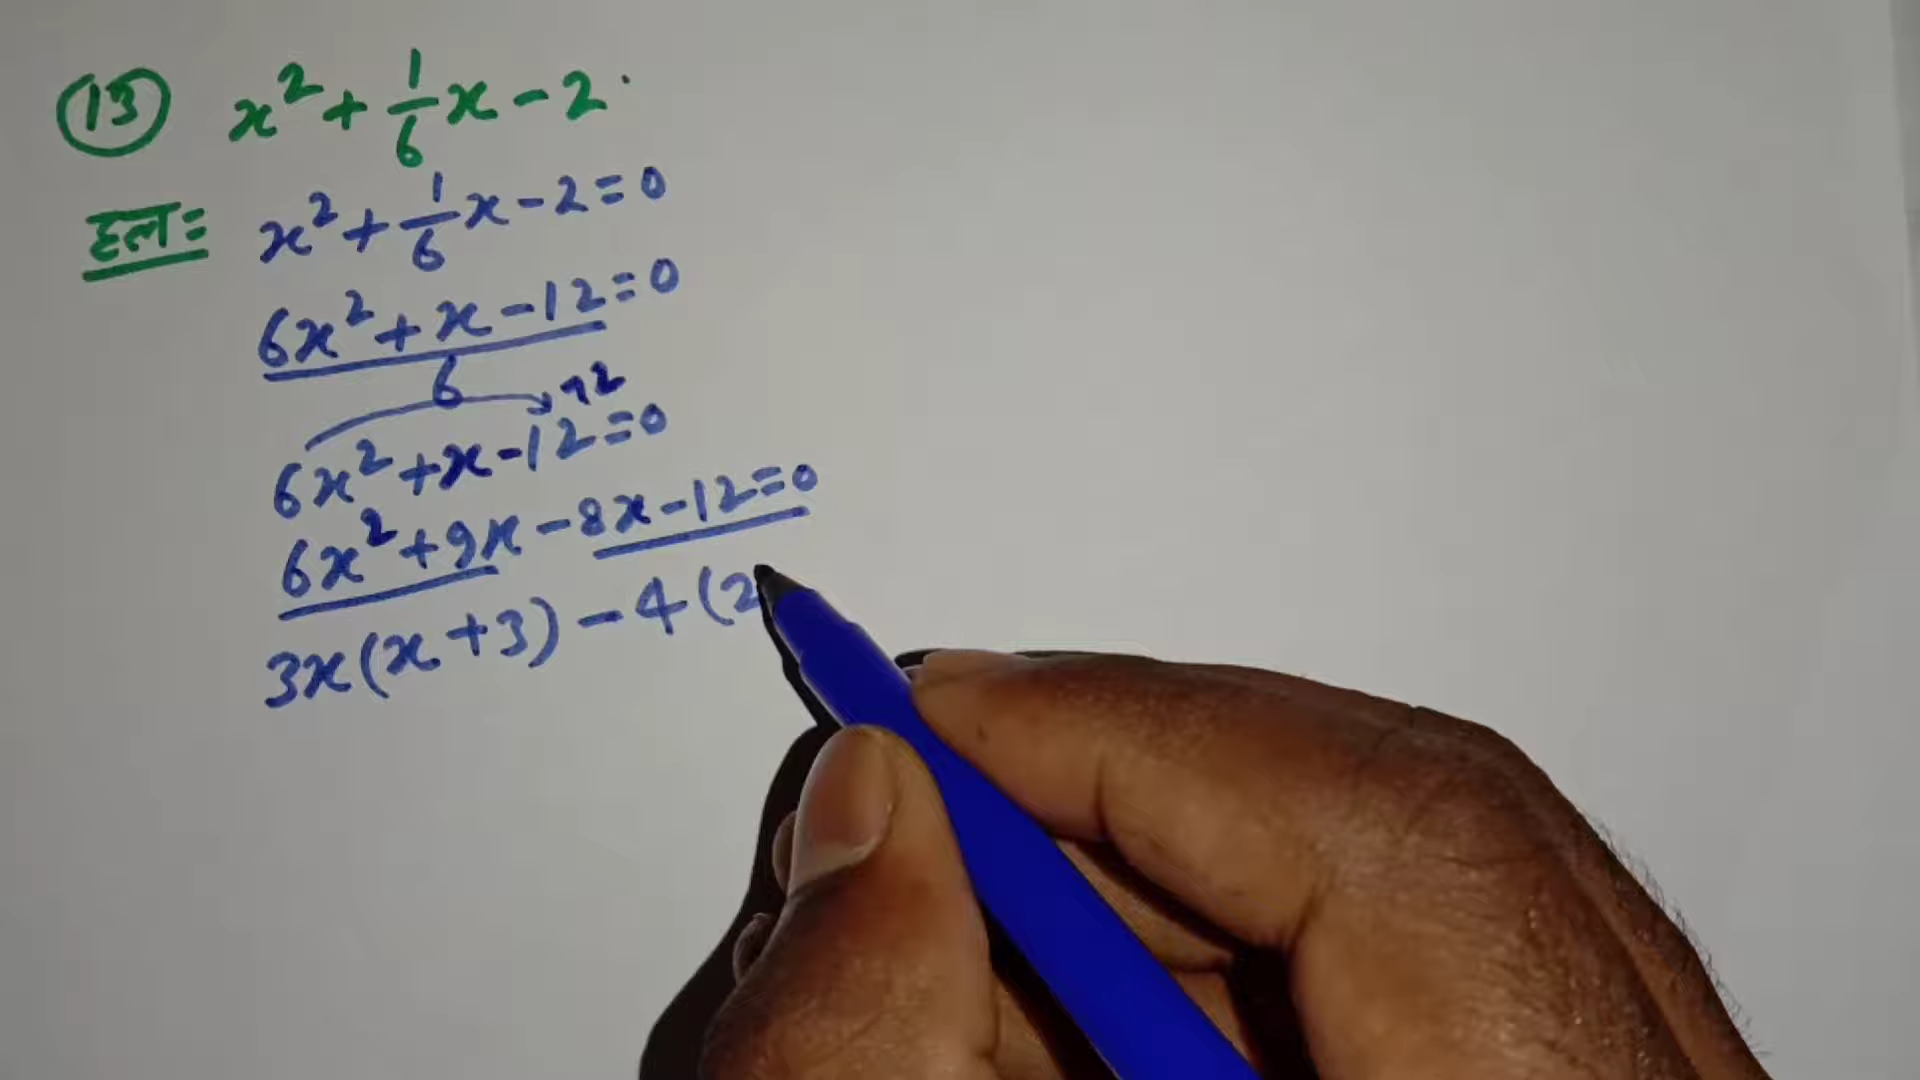 (13) x² + 1/6 x - 2.
हल:
x² + 1/6 x - 2 = 0
6x² + x - 12 = 0
6
72
6x² + x - 12 = 0
6x² + 9x - 8x - 12 = 0
3x(x + 3) - 4(2